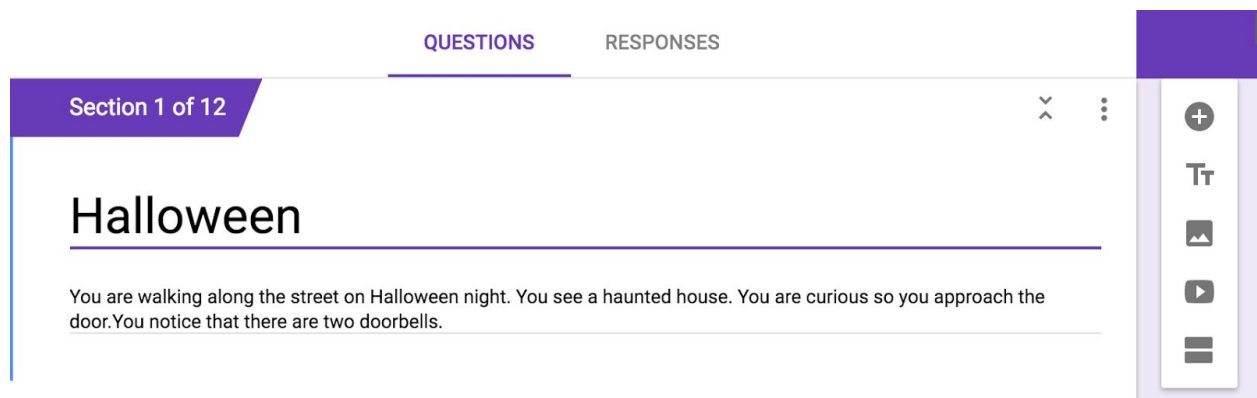 QUESTIONS RESPONSES
Section 1 of 12
Halloween
You are walking along the street on Halloween night. You see a haunted house. You are curious so you approach the
door.You notice that there are two doorbells.
Tт